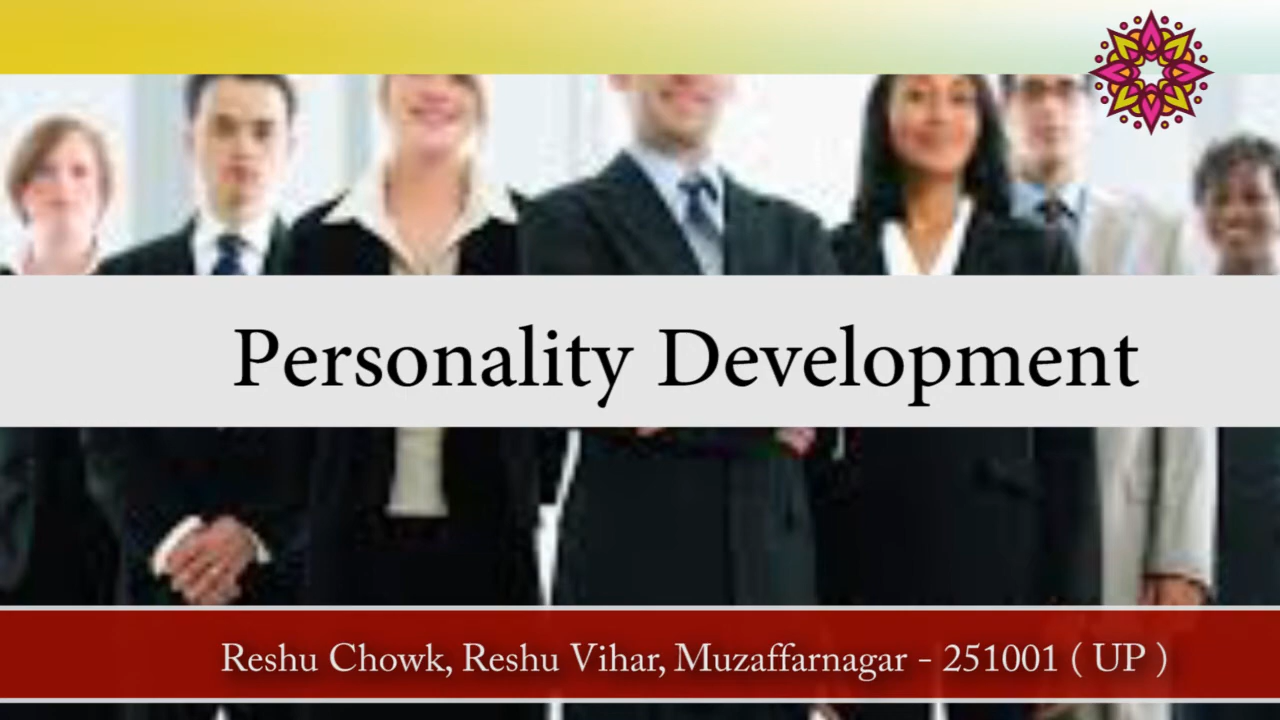 Personality Development
Reshu Chowk, Reshu Vihar, Muzaffarnagar - 251001 ( UP )